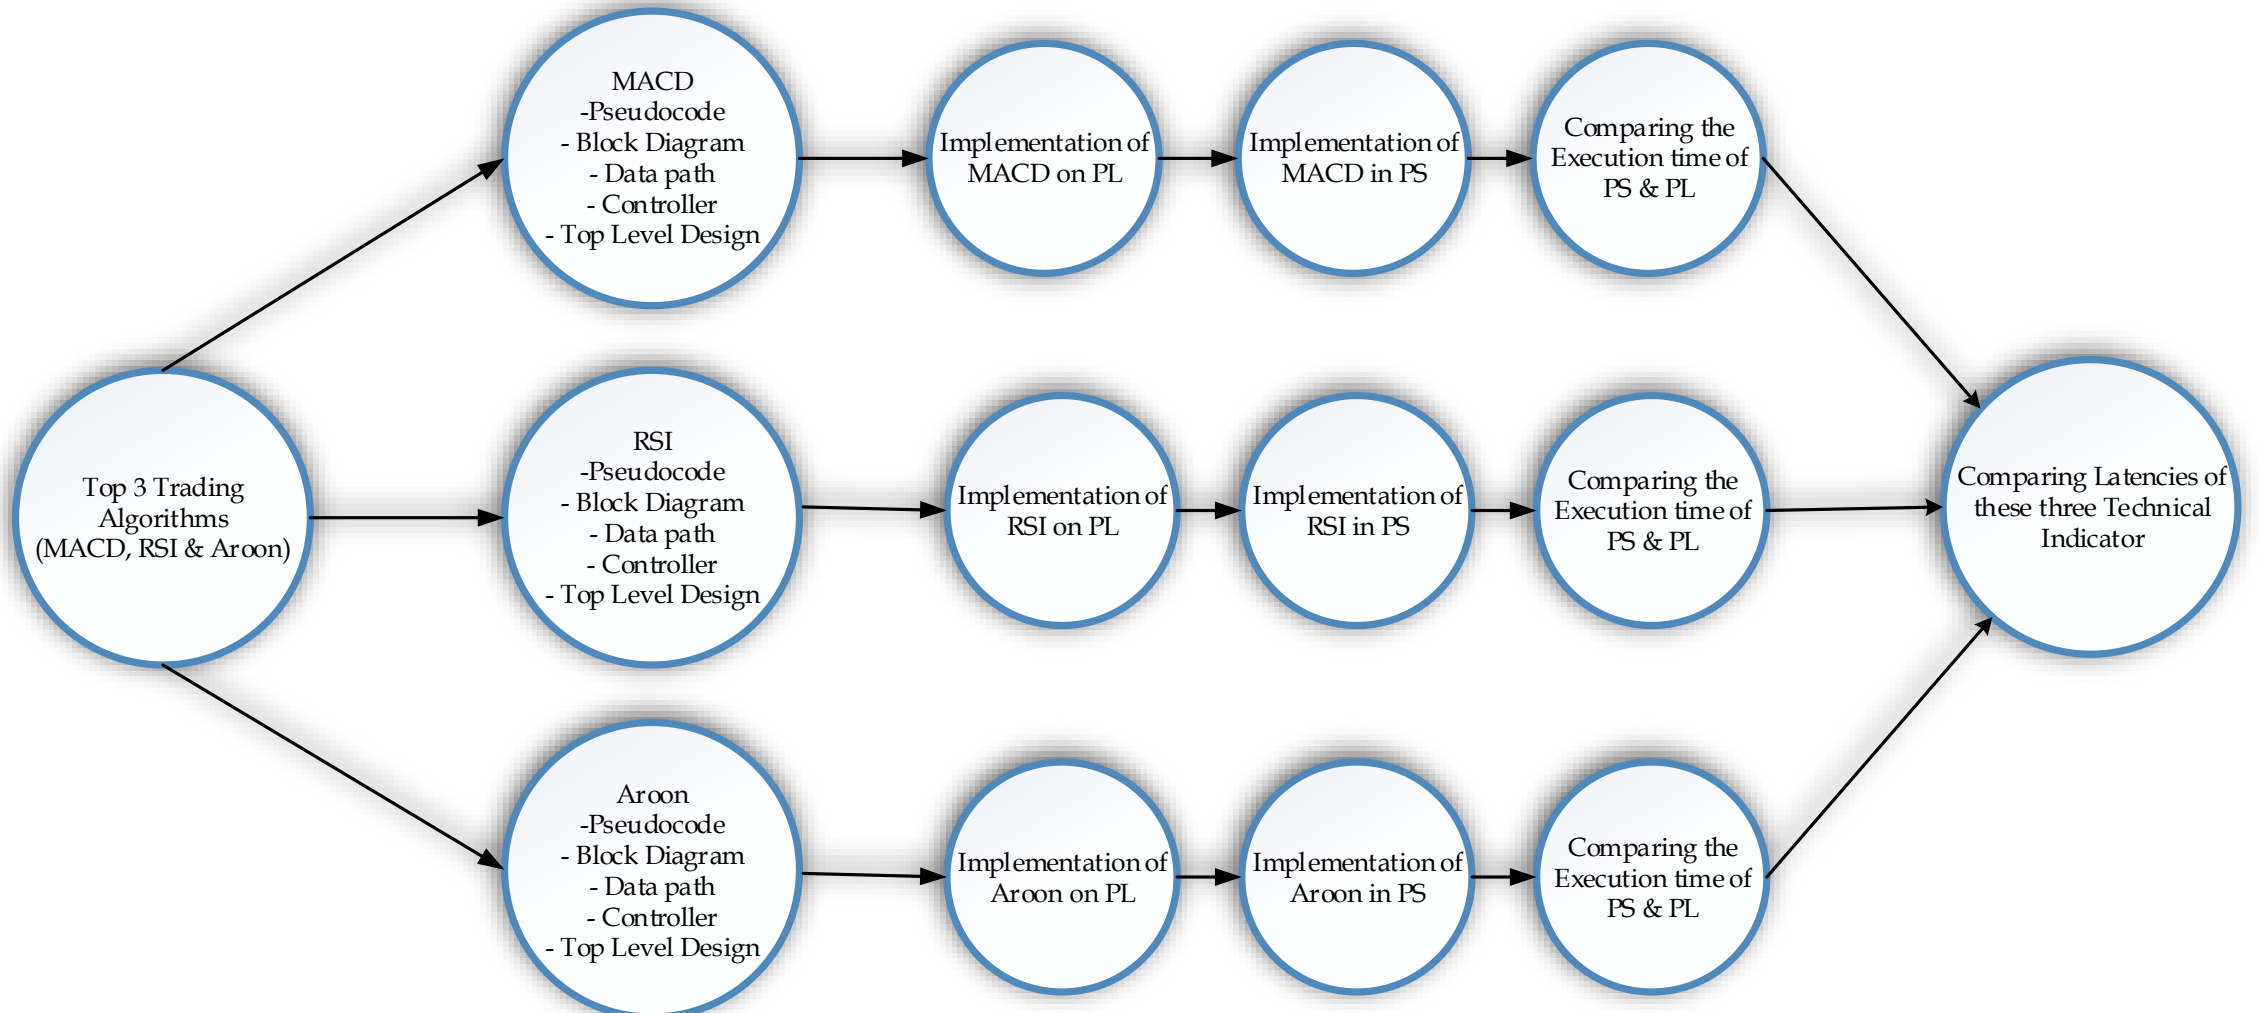 Top 3 Trading
Algorithms
(MACD, RSI & Aroon)
MACD
-Pseudocode
- Block Diagram
- Data path
- Controller
- Top Level Design
Implementation of
MACD on PL
Implementation of
MACD in PS
Comparing the
Execution time of
PS & PL
RSI
-Pseudocode
- Block Diagram
- Data path
- Controller
- Top Level Design
Implementation of
RSI on PL
Implementation of
RSI in PS
Comparing the
Execution time of
PS & PL
Aroon
-Pseudocode
- Block Diagram
- Data path
- Controller
- Top Level Design
Implementation of
Aroon on PL
Implementation of
Aroon in PS
Comparing the
Execution time of
PS & PL
Comparing Latencies of
these three Technical
Indicator